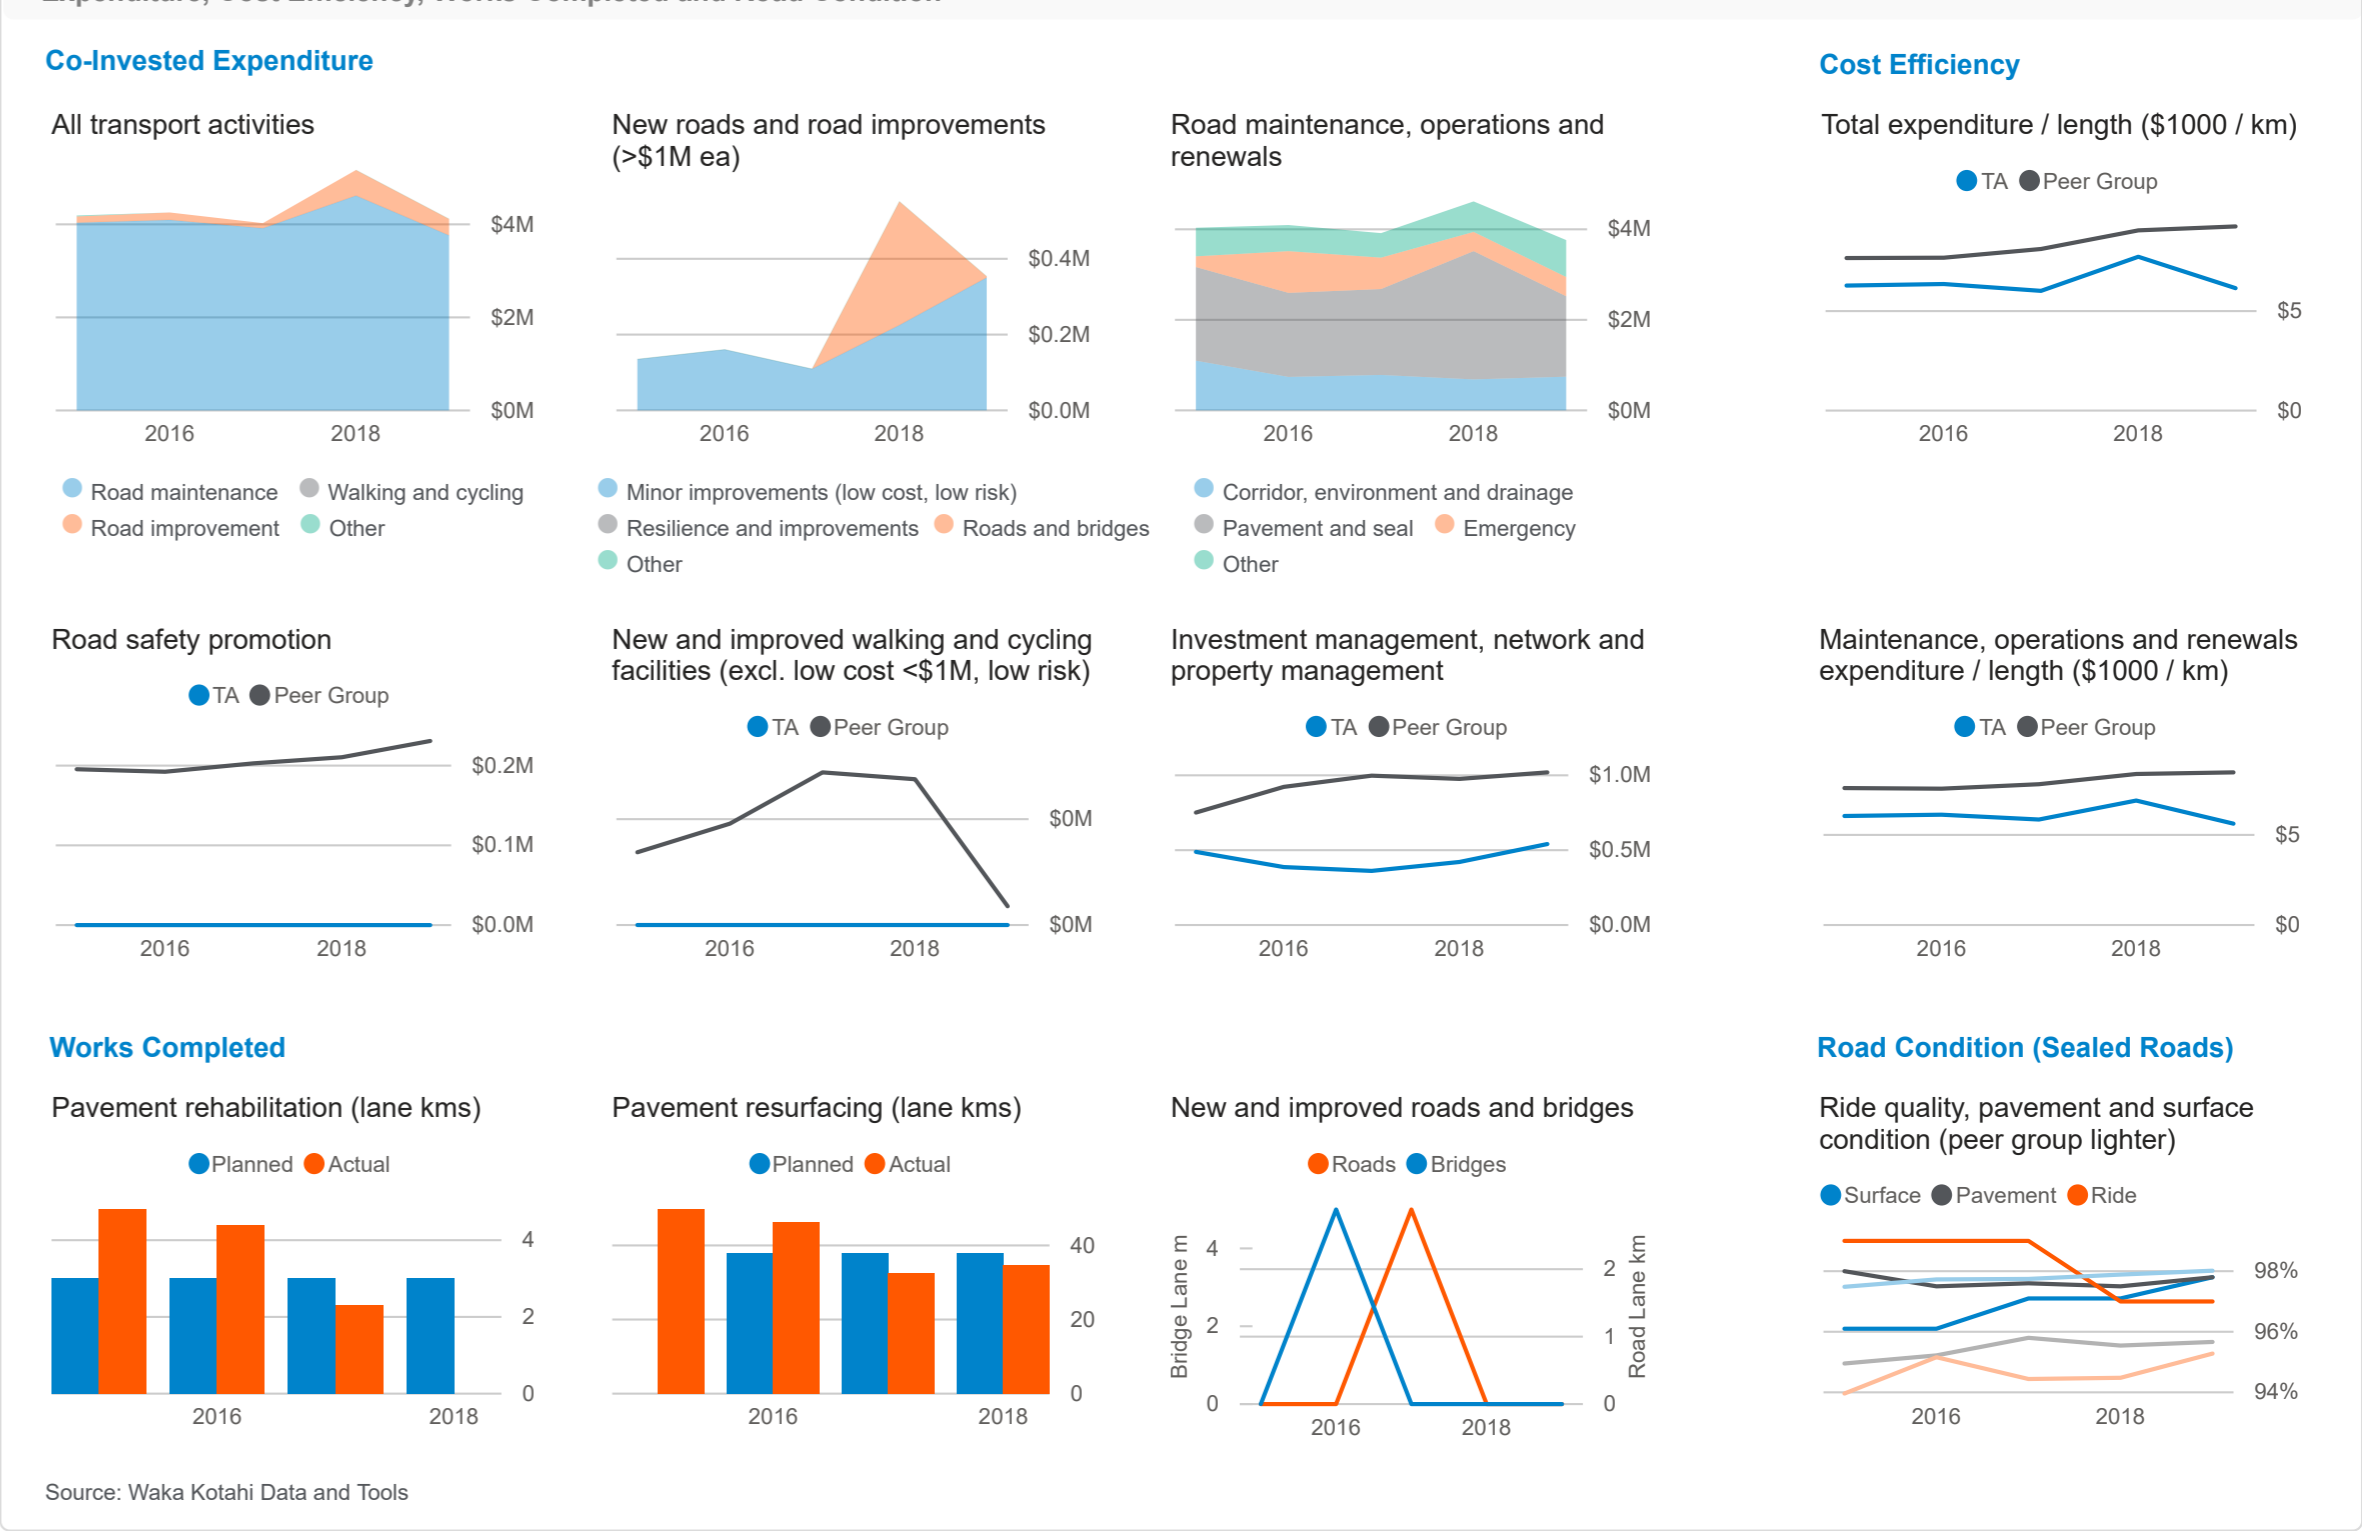 Expenditure, Cost Efficiency, Works Completed and Road Condition
Co-Invested Expenditure
All transport activities
$4M
$2M
$0M
2016 2018
Road maintenance Walking and cycling
Road improvement Other
New roads and road improvements
(>$1M ea)
$0.4M
$0.2M
$0.0M
2016 2018
Minor improvements (low cost, low risk)
Resilience and improvements Roads and bridges
Other
Road maintenance, operations and
renewals
$4M
$2M
$0M
2016 2018
Corridor, environment and drainage
Pavement and seal Emergency
Other
Cost Efficiency
Total expenditure / length ($1000 / km)
TA Peer Group
$5
$0
2016 2018
Road safety promotion
TA Peer Group
$0.2M
$0.1M
$0.0M
2016 2018
New and improved walking and cycling
facilities (excl. low cost <$1M, low risk)
TA Peer Group
$0M
$0M
2016 2018
Investment management, network and
property management
TA Peer Group
$1.0M
$0.5M
$0.0M
2016 2018
Maintenance, operations and renewals
expenditure / length ($1000 / km)
TA Peer Group
$5
$0
2016 2018
Works Completed
Pavement rehabilitation (lane kms)
Planned Actual
4
2
0
2016 2018
Pavement resurfacing (lane kms)
Planned Actual
40
20
0
2016 2018
New and improved roads and bridges
Roads Bridges
Bridge Lane m
4
2
0
2
1
0
Road Lane km
2016 2018
Road Condition (Sealed Roads)
Ride quality, pavement and surface
condition (peer group lighter)
Surface Pavement Ride
98%
96%
94%
2016 2018
Source: Waka Kotahi Data and Tools